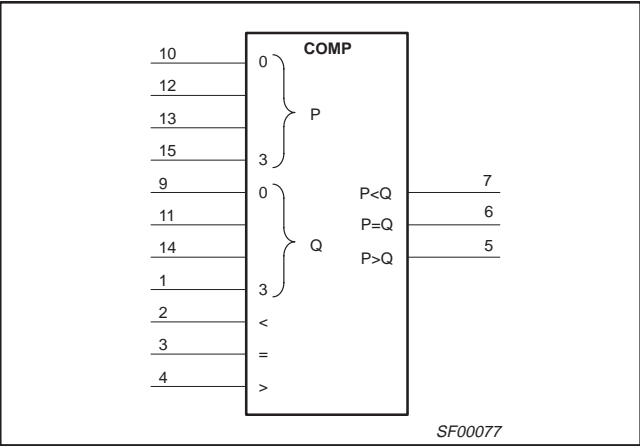 COMP
10 0
12
13 P
15 3
9 0 P<Q 7
11 P=Q 6
14 Q P>Q 5
1 3
2 <
3 =
4 >
SF00077